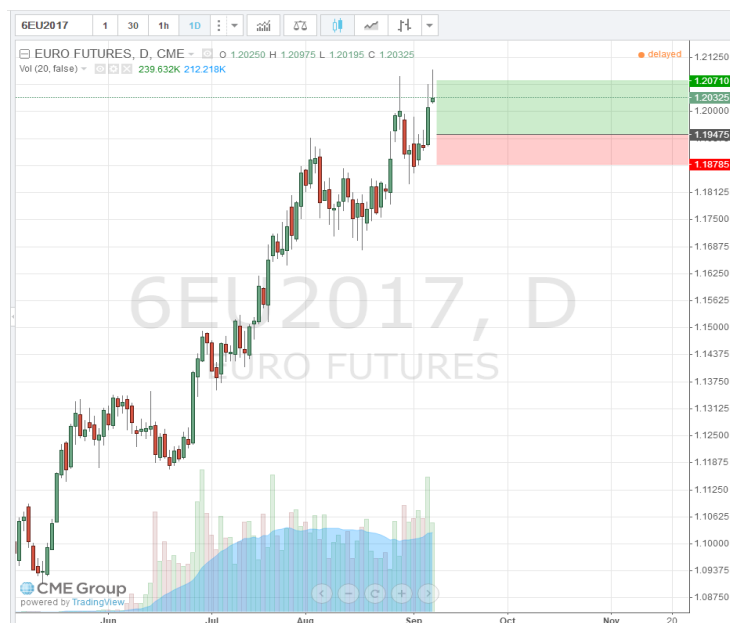 6EU2017 1 30 1h 1D
EURO FUTURES, D, CME O 1.20250 H 1.20975 L 1.20195 C 1.20325
delayed
Vol (20, false) 239.632K 212.218K
1.21250
1.20710
1.20325
1.20000
1.19475
1.18785
1.18125
1.17500
1.16875
1.16250
1.15625
1.15000
1.14375
1.13750
1.13125
1.12500
1.11875
1.11250
1.10625
1.10000
1.09375
1.08750
6EU2017, D
EURO FUTURES
CME Group
powered by TradingView
Jun Jul Aug Sep Oct Nov 20